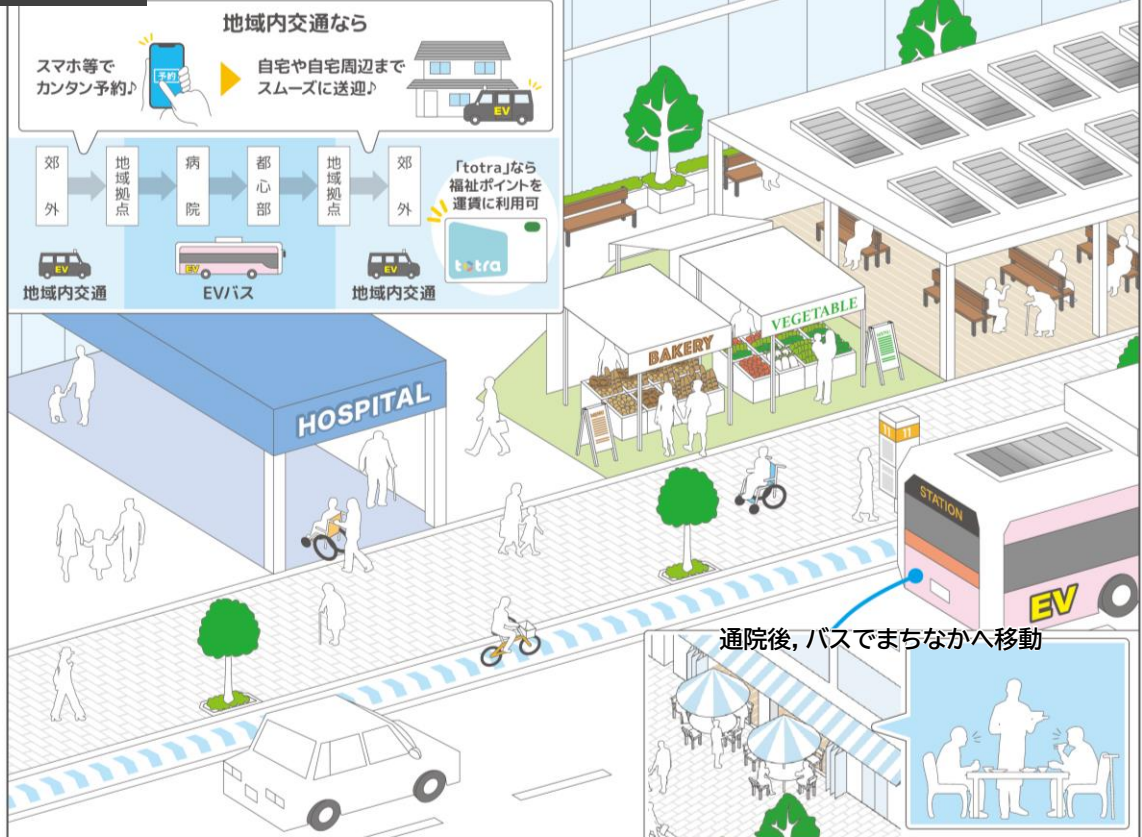 地域内交通なら
スマホ等で
カンタン予約♪
予約
自宅や自宅周辺まで
スムーズに送迎♪
EV
郊外
地域拠点
病院
都心部
地域拠点
郊外
「totra」なら
福祉ポイントを
運賃に利用可
totra
EV
地域内交通
EV
EVバス
EV
地域内交通
HOSPITAL
BAKERY
VEGETABLE
11 11
STATION
EV
通院後,バスでまちなかへ移動